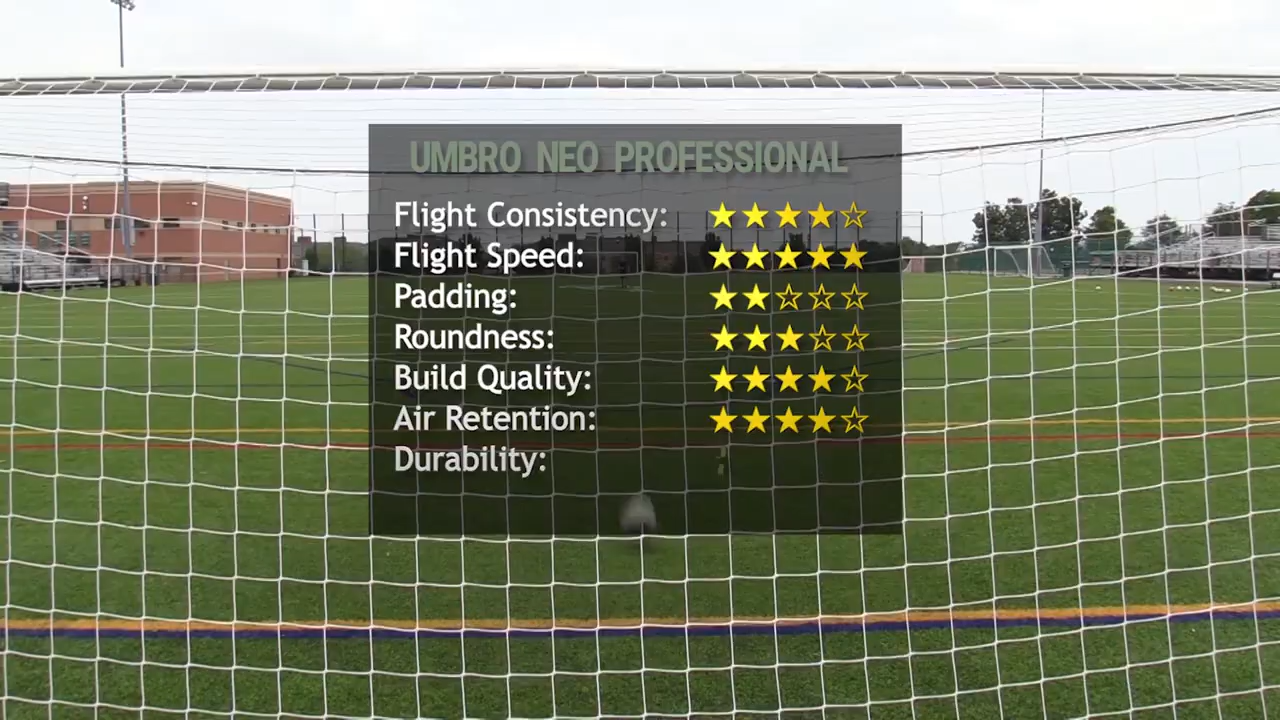 UMBRO NEO PROFESSIONAL
Flight Consistency: ★★★★☆
Flight Speed: ★★★★★
Padding: ★★☆☆☆
Roundness: ★★★☆☆
Build Quality: ★★★★☆
Air Retention: ★★★★☆
Durability: